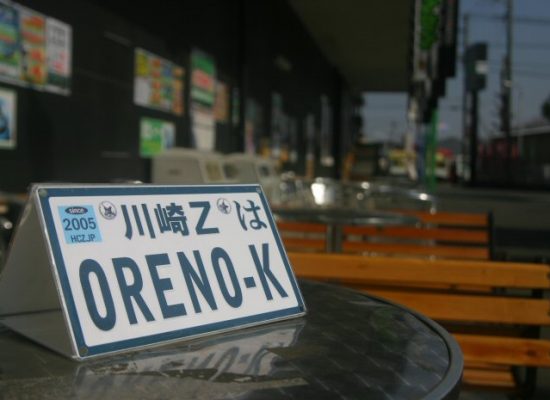 since
2005
HCZJP
川崎Zは
ORENO-K